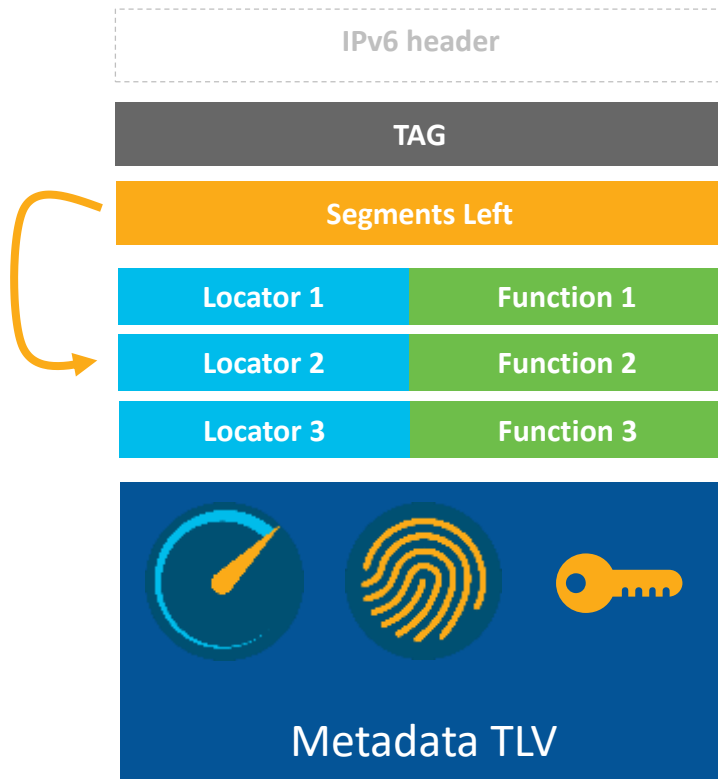 IPv6 header
TAG
Segments Left
Locator 1 Function 1
Locator 2 Function 2
Locator 3 Function 3
Metadata TLV